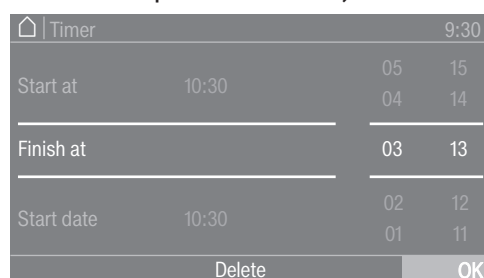 Timer 9:30
05 15
Start at 10:30
04 14
Finish at 03 13
02 12
Start date 10:30
01 11
Delete OK